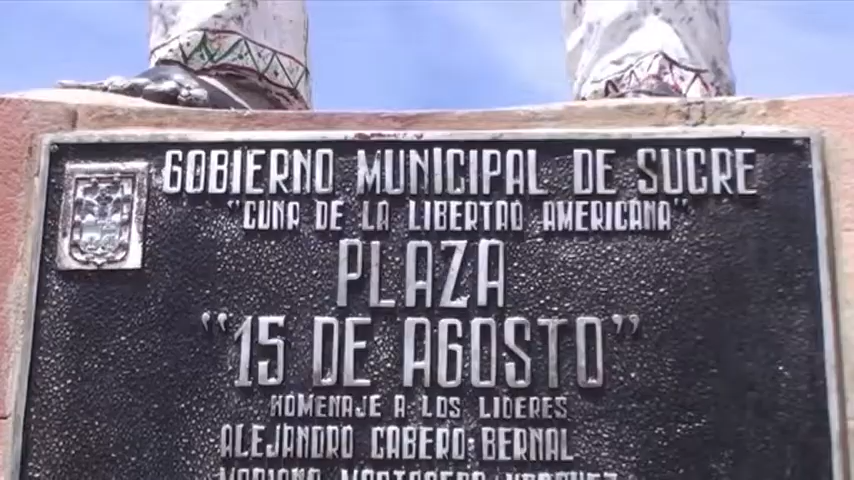 GOBIERNO MUNICIPAL DE SUCRE
"CUNA DE LA LIBERTAD AMERICANA"
PLAZA
"15 DE AGOSTO"
HOMENAJE A LOS LIDERES
ALEJANDRO CABERO BERNAL